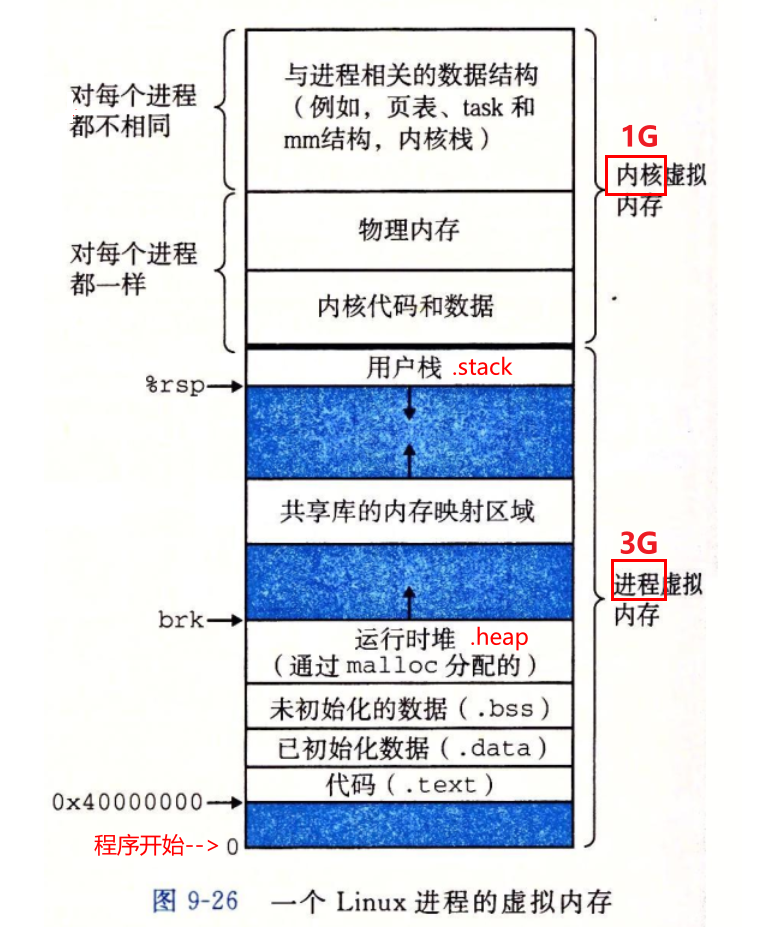 与进程相关的数据结构
（例如，页表、task 和
mm结构，内核栈）
对每个进程
都不相同
1G
内核虚拟
内存
物理内存
对每个进程
都一样
内核代码和数据
用户栈 .stack
%rsp
共享库的内存映射区域
3G
进程虚拟
内存
brk
运行时堆 .heap
（通过 malloc 分配的）
未初始化的数据（.bss）
已初始化数据（.data）
代码（.text）
0x40000000
程序开始--> 0
图 9-26 一个 Linux 进程的虚拟内存